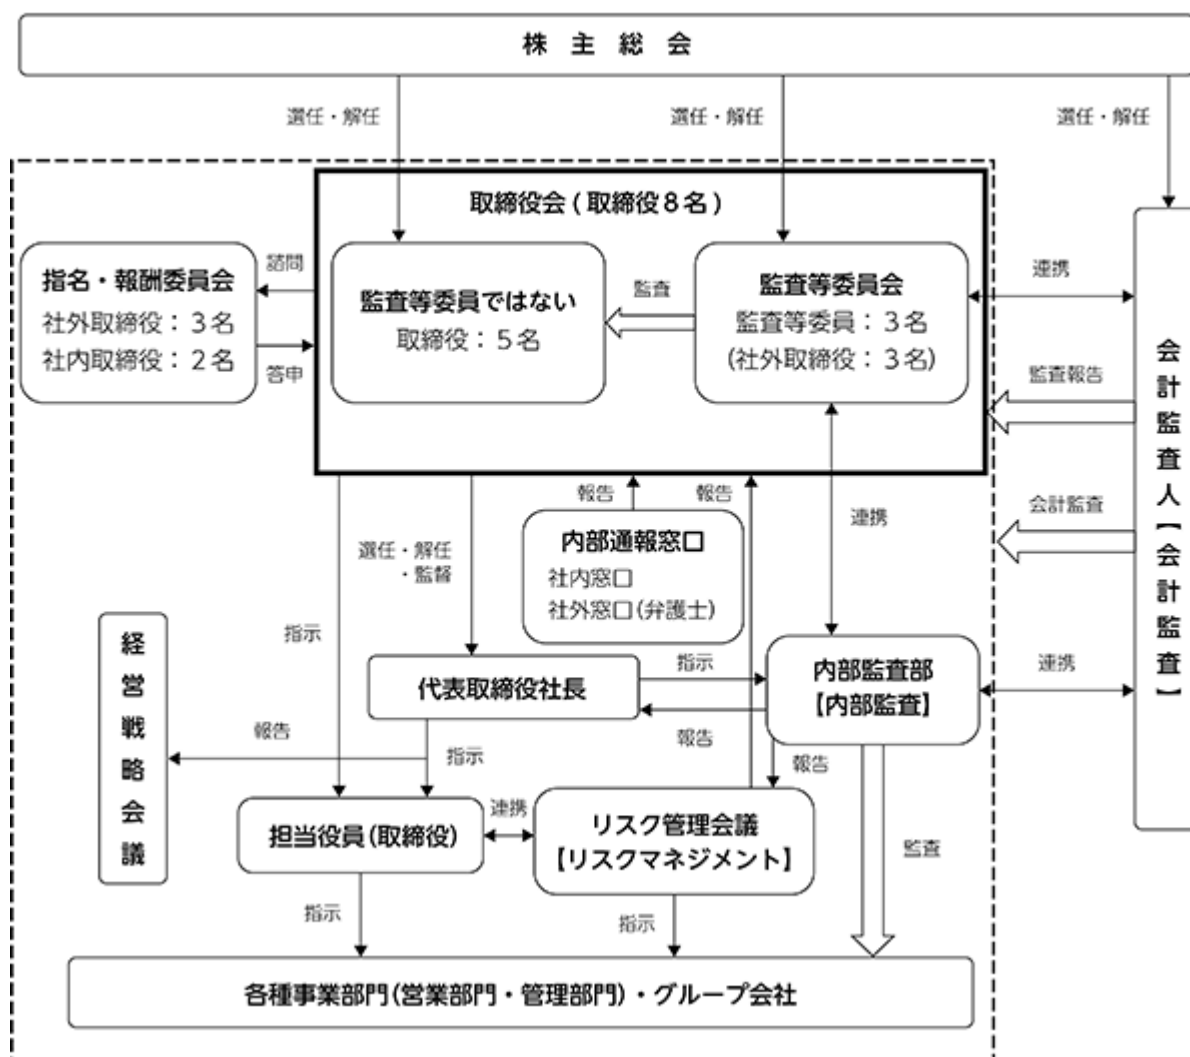 株主総会
選任・解任
選任・解任
選任・解任
取締役会(取締役8名)
指名・報酬委員会
社外取締役：3名
社内取締役：2名
諮問
答申
監査等委員ではない
取締役：5名
監査
監査等委員会
監査等委員：3名
(社外取締役：3名)
連携
監査報告
会計監査
連携
会計監査人【会計監査】
報告
報告
連携
内部通報窓口
社内窓口
社外窓口(弁護士)
選任・解任
・監督
指示
経営戦略会議
代表取締役社長
指示
報告
内部監査部
【内部監査】
報告
指示
報告
担当役員(取締役)
連携
リスク管理会議
【リスクマネジメント】
監査
指示
指示
各種事業部門(営業部門・管理部門)・グループ会社